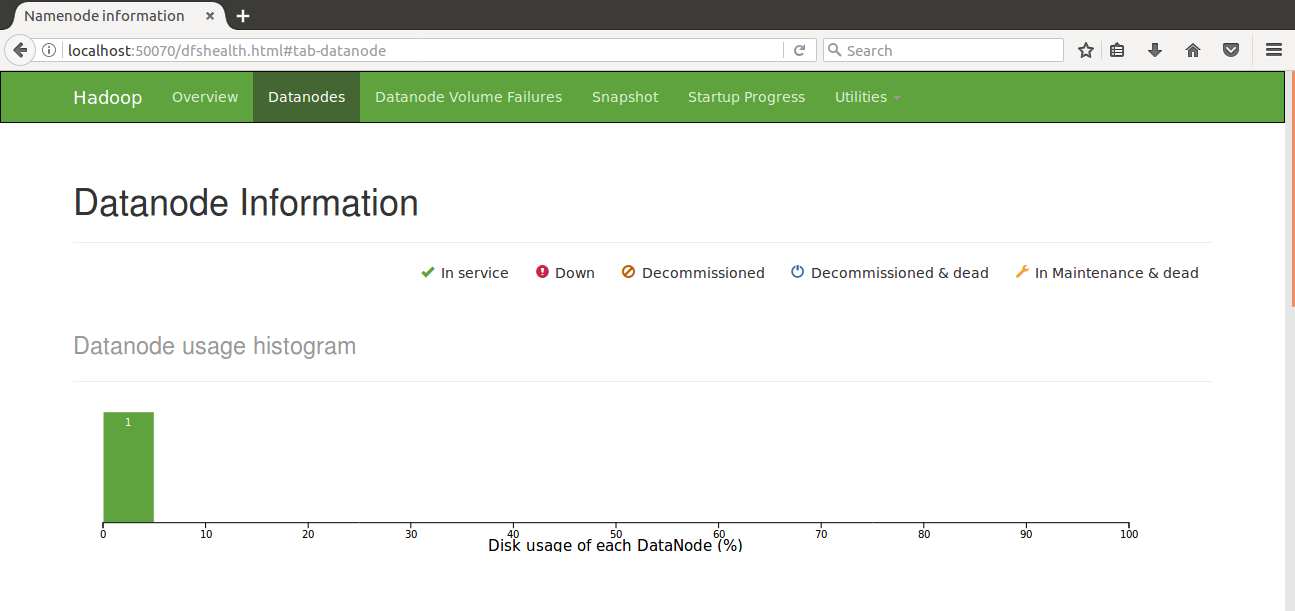 Namenode information
localhost:50070/dfshealth.html#tab-datanode
Search
Hadoop Overview Datanodes Datanode Volume Failures Snapshot Startup Progress Utilities
Datanode Information
In service Down Decommissioned Decommissioned & dead In Maintenance & dead
Datanode usage histogram
1
0 10 20 30 40 50 60 70 80 90 100
Disk usage of each DataNode (%)